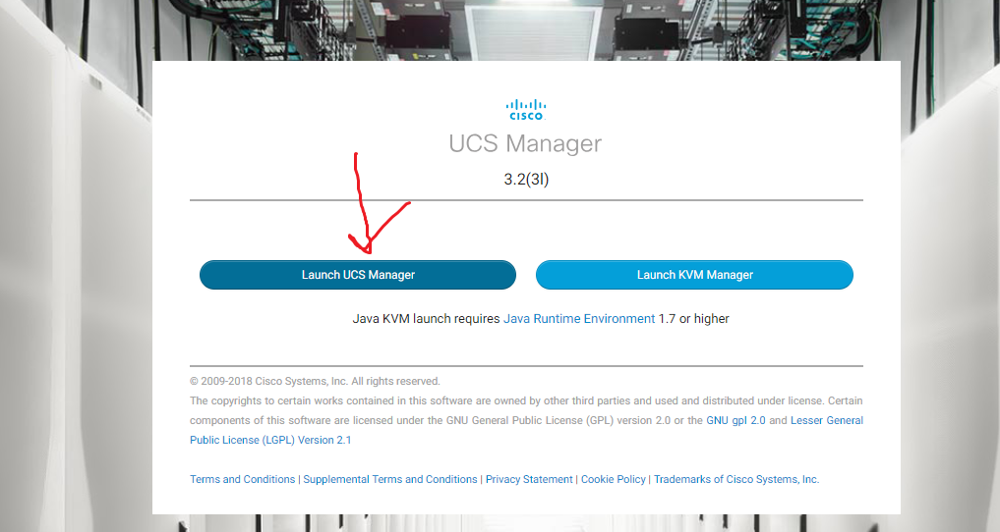 CISCO
UCS Manager
3.2(3l)
Launch UCS Manager
Launch KVM Manager
Java KVM launch requires Java Runtime Environment 1.7 or higher
© 2009-2018 Cisco Systems, Inc. All rights reserved.
The copyrights to certain works contained in this software are owned by other third parties and used and distributed under license. Certain
components of this software are licensed under the GNU General Public License (GPL) version 2.0 or the GNU gpl 2.0 and Lesser General
Public License (LGPL) Version 2.1
Terms and Conditions | Supplemental Terms and Conditions | Privacy Statement | Cookie Policy | Trademarks of Cisco Systems, Inc.